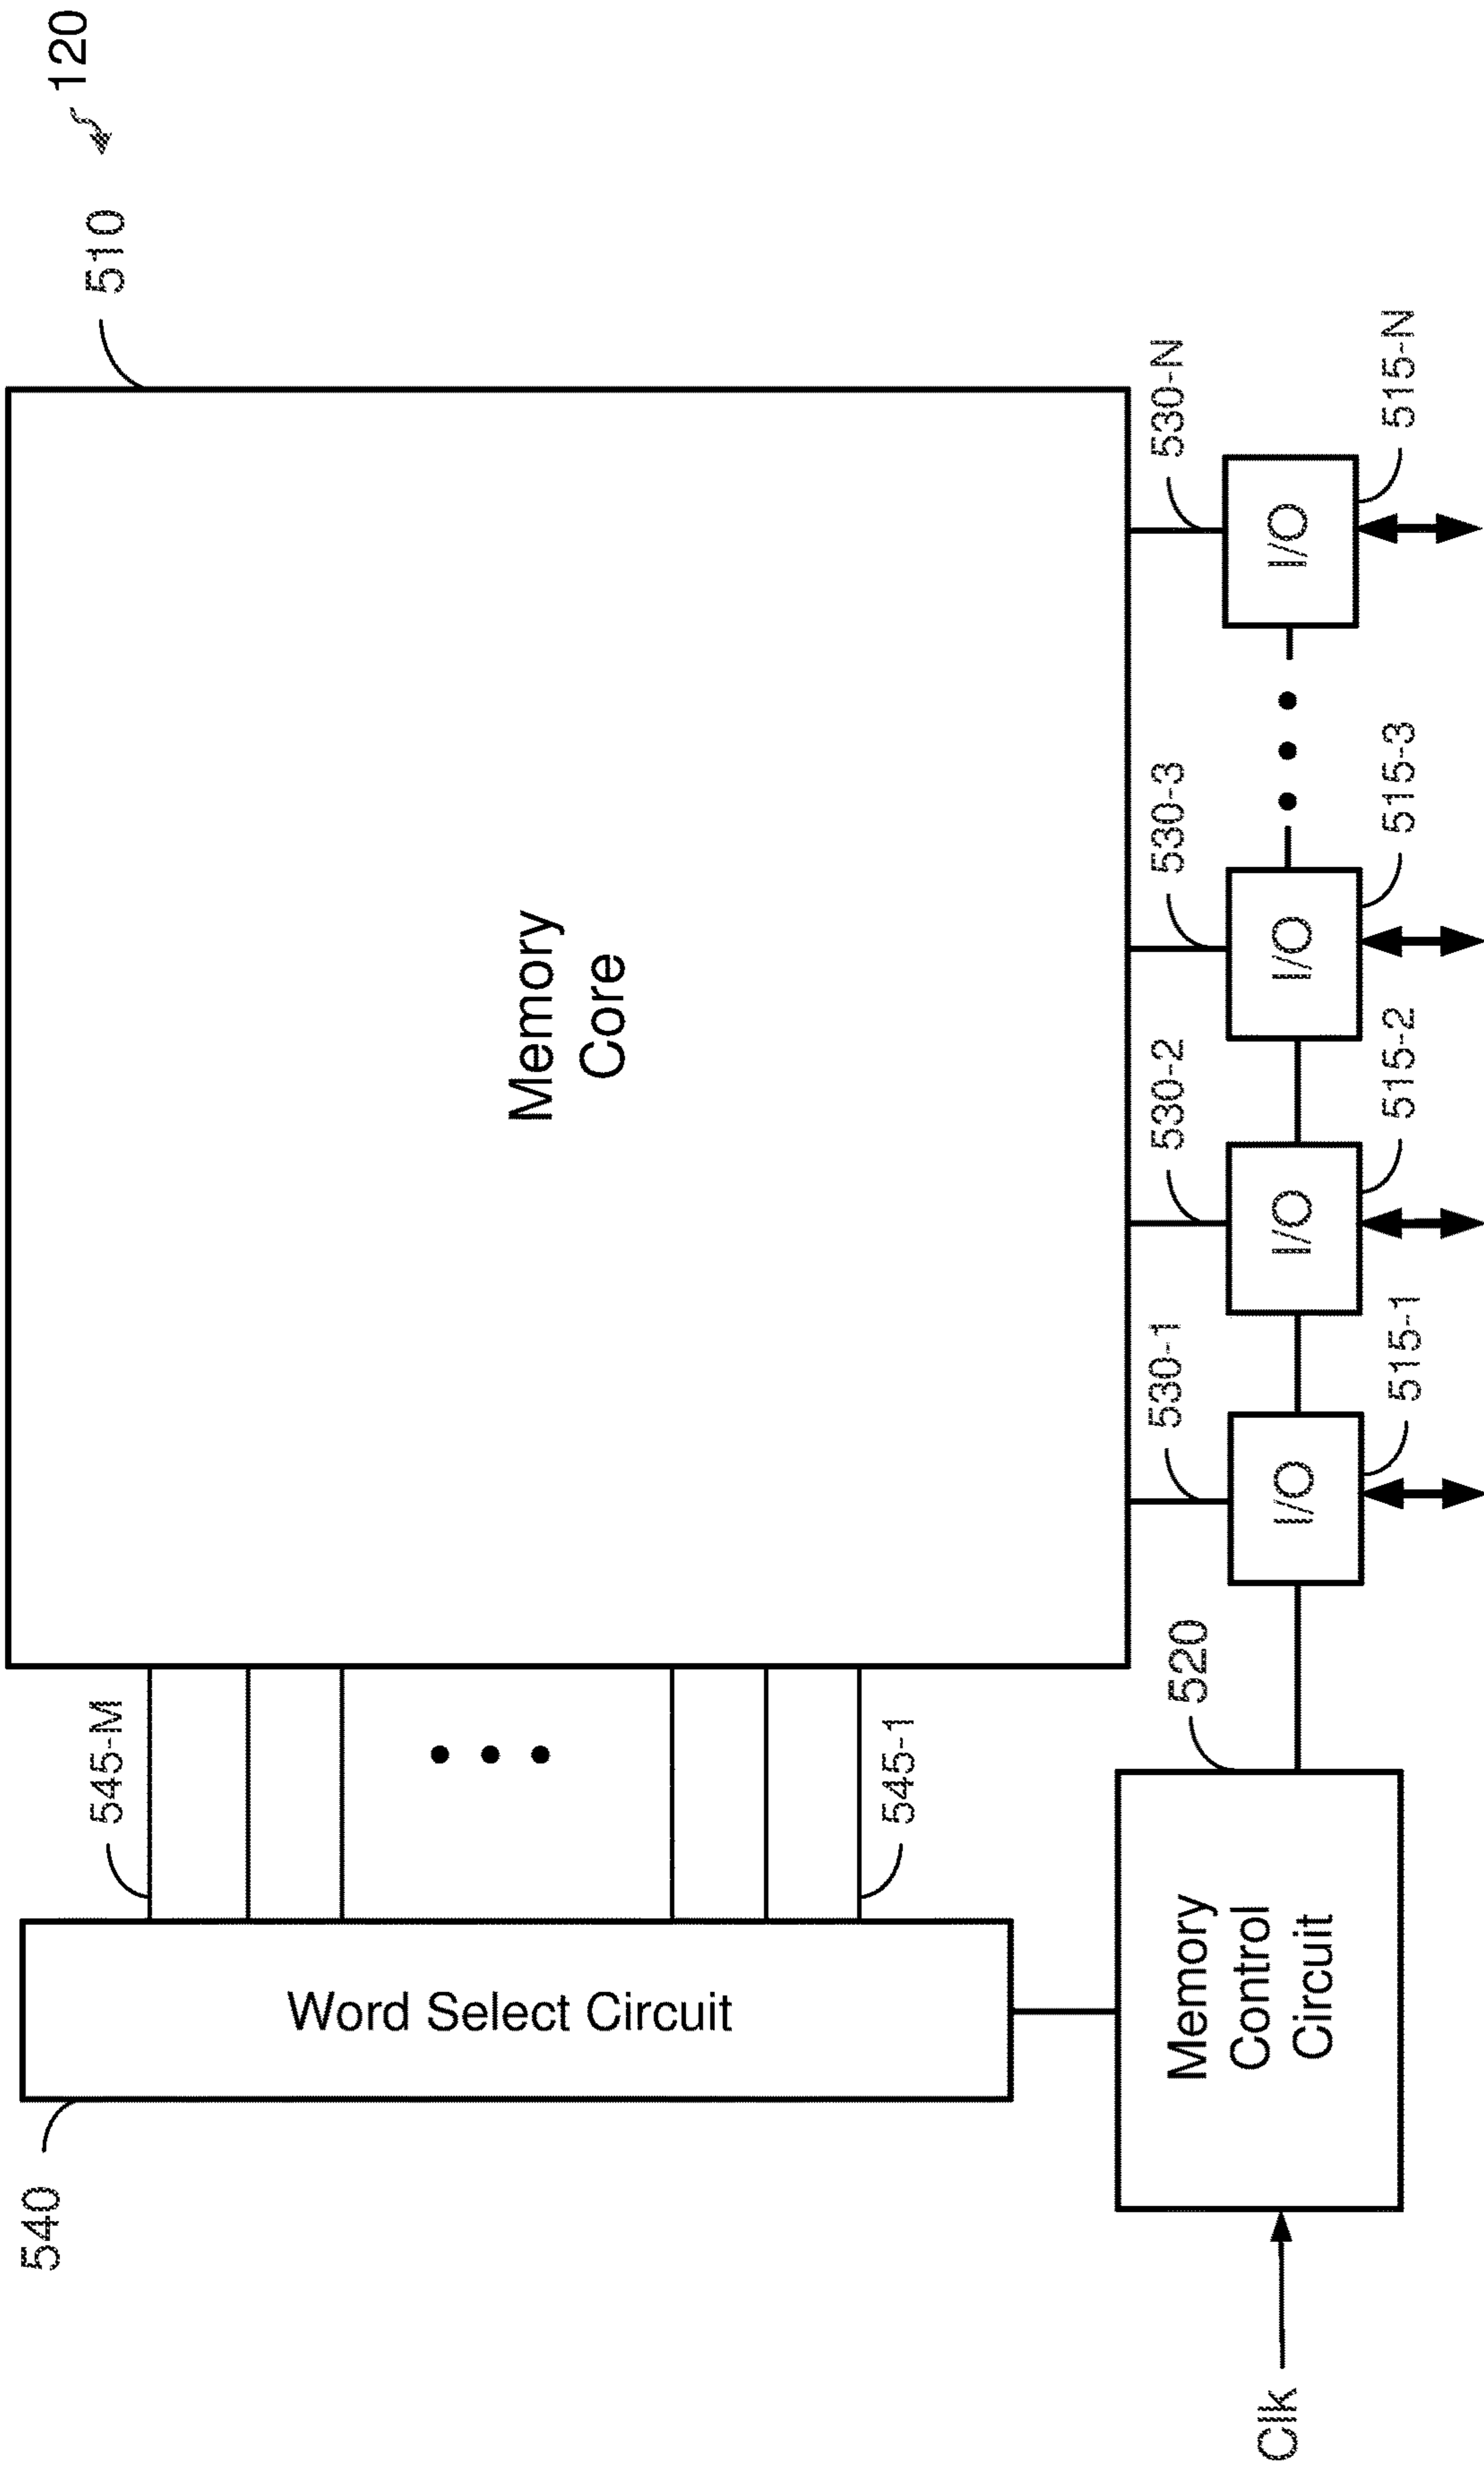 120
510
Memory
Core
545-M
545-1
540
Word Select Circuit
530-1
530-2
530-3
530-N
520
I/O
I/O
I/O
I/O
515-1
515-2
515-3
515-N
Memory
Control
Circuit
Clk